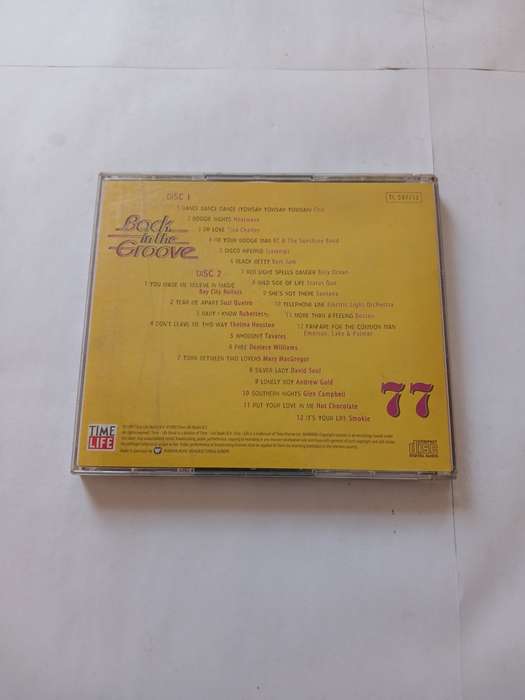 DISC 1
1 DANCE DANCE DANCE (YOWSAH YOWSAH YOWSAH) Chic
2 BOOGIE NIGHTS Heatwave
3 I LOVE Tina Charles
4 I'M YOUR BOOGIE MAN KC & The Sunshine Band
5 DISCO INFERNO Trammps
6 BLACK BETTY Ram Jam
7 RED LIGHT SPELLS DANGER Billy Ocean
8 WILD SIDE OF LIFE Status Quo
9 SHE'S NOT THERE Santana
10 TELEPHONE LINE Electric Light Orchestra
11 MORE THAN A FEELING Boston
12 FANFARE FOR THE COMMON MAN
Emerson, Lake & Palmer
Back
in the
Groove
DISC 2
1 YOU MADE ME BELIEVE IN MAGIC
Bay City Rollers
2 TEAR ME APART Suzi Quatro
3 BABY I KNOW Rubettes
4 DON'T LEAVE ME THIS WAY Thelma Houston
5 WHODUNIT Tavares
6 FREE Deniece Williams
7 TORN BETWEEN TWO LOVERS Mary MacGregor
8 SILVER LADY David Soul
9 LONELY BOY Andrew Gold
10 SOUTHERN NIGHTS Glen Campbell
11 PUT YOUR LOVE IN ME Hot Chocolate
12 IT'S YOUR LIFE Smokie
77
TIME
LIFE
COMPACT
disc
DIGITAL AUDIO